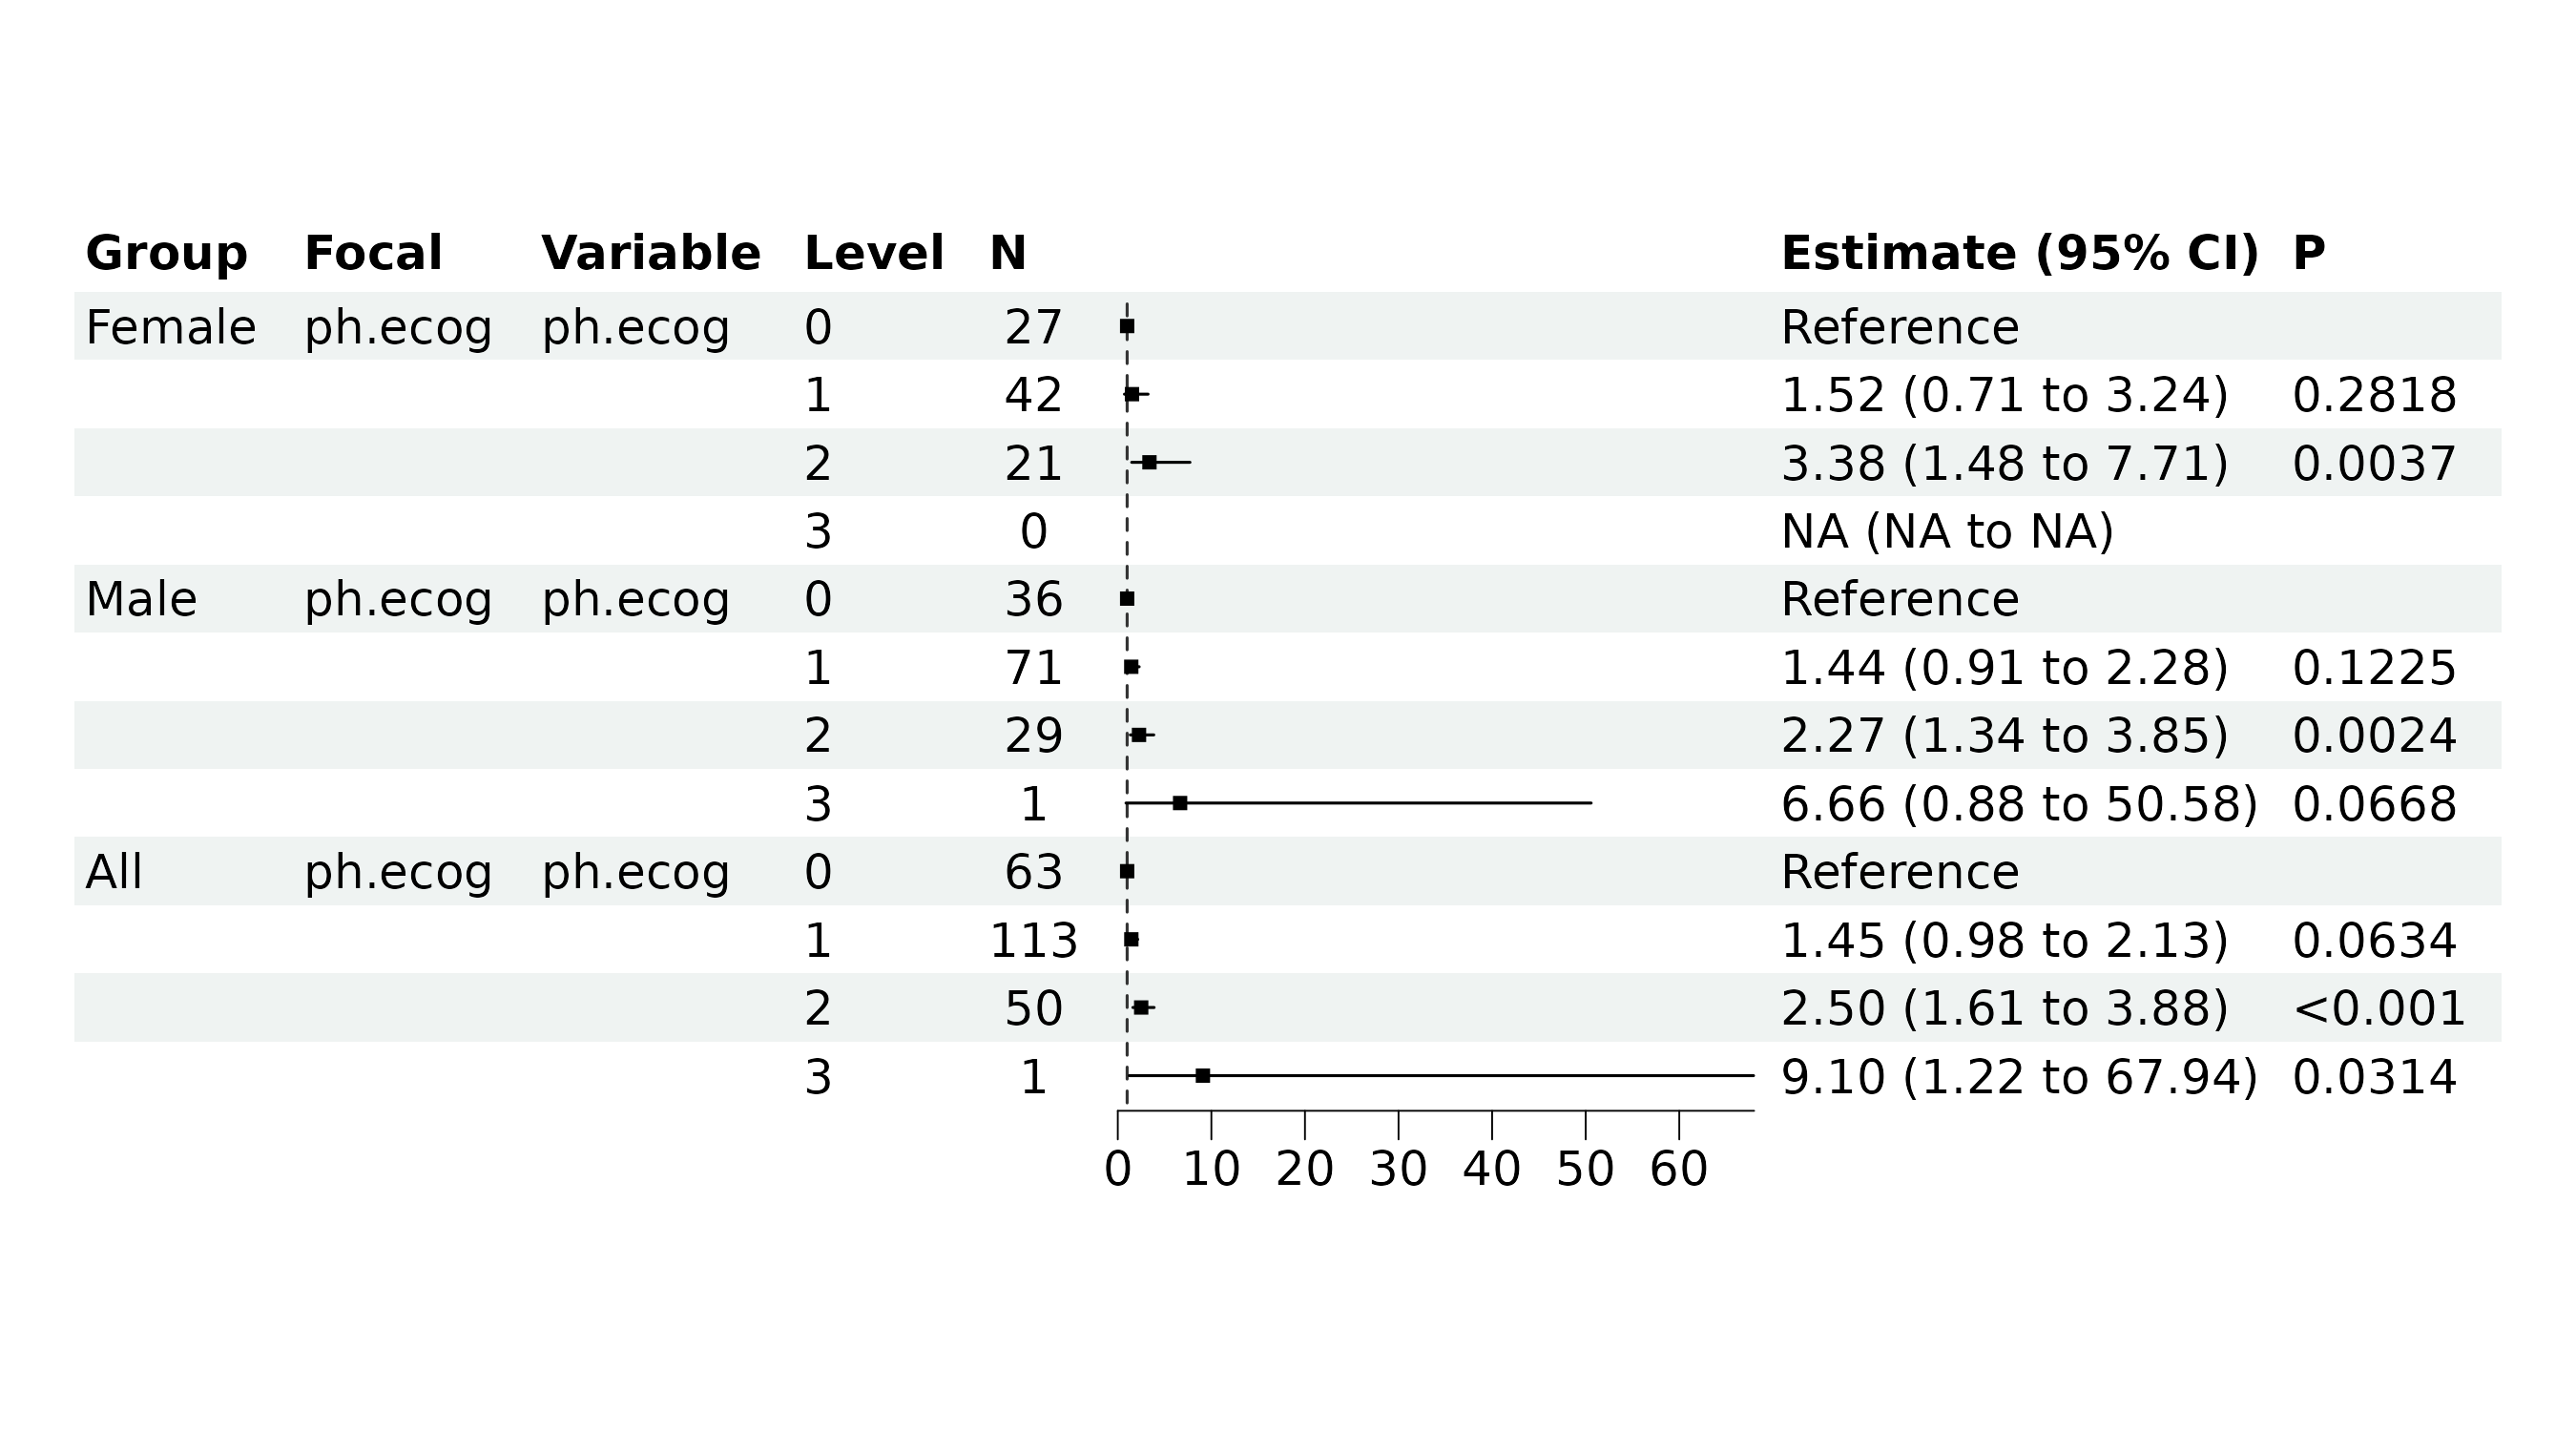 Group Focal Variable Level N Estimate (95% CI) P
Female ph.ecog ph.ecog 0 27 Reference
1 42 1.52 (0.71 to 3.24) 0.2818
2 21 3.38 (1.48 to 7.71) 0.0037
3 0 NA (NA to NA)
Male ph.ecog ph.ecog 0 36 Reference
1 71 1.44 (0.91 to 2.28) 0.1225
2 29 2.27 (1.34 to 3.85) 0.0024
3 1 6.66 (0.88 to 50.58) 0.0668
All ph.ecog ph.ecog 0 63 Reference
1 113 1.45 (0.98 to 2.13) 0.0634
2 50 2.50 (1.61 to 3.88) <0.001
3 1 9.10 (1.22 to 67.94) 0.0314
0 10 20 30 40 50 60